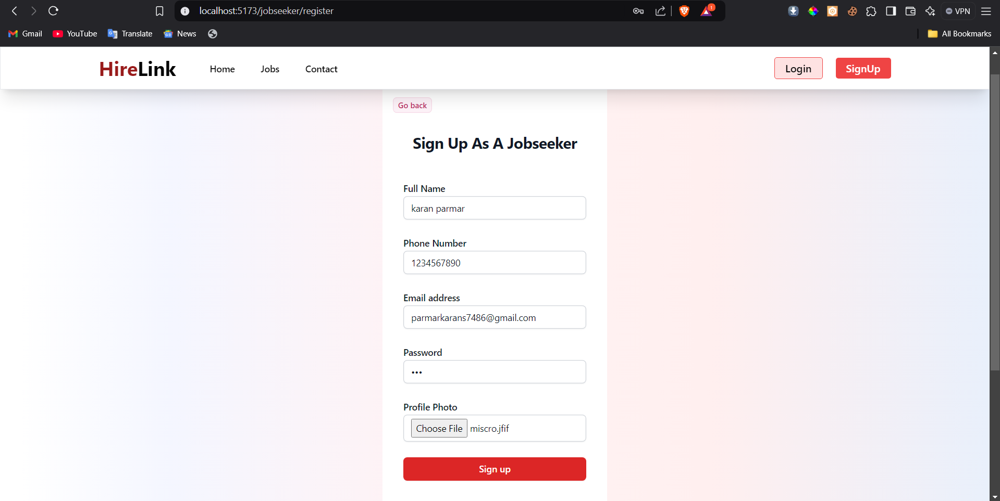 localhost:5173/jobseeker/register
1
VPN
Gmail YouTube Translate News All Bookmarks
HireLink Home Jobs Contact Login SignUp
Go back
Sign Up As A Jobseeker
Full Name
karan parmar
Phone Number
1234567890
Email address
parmarkarans7486@gmail.com
Password
•••
Profile Photo
Choose File miscro.jfif
Sign up